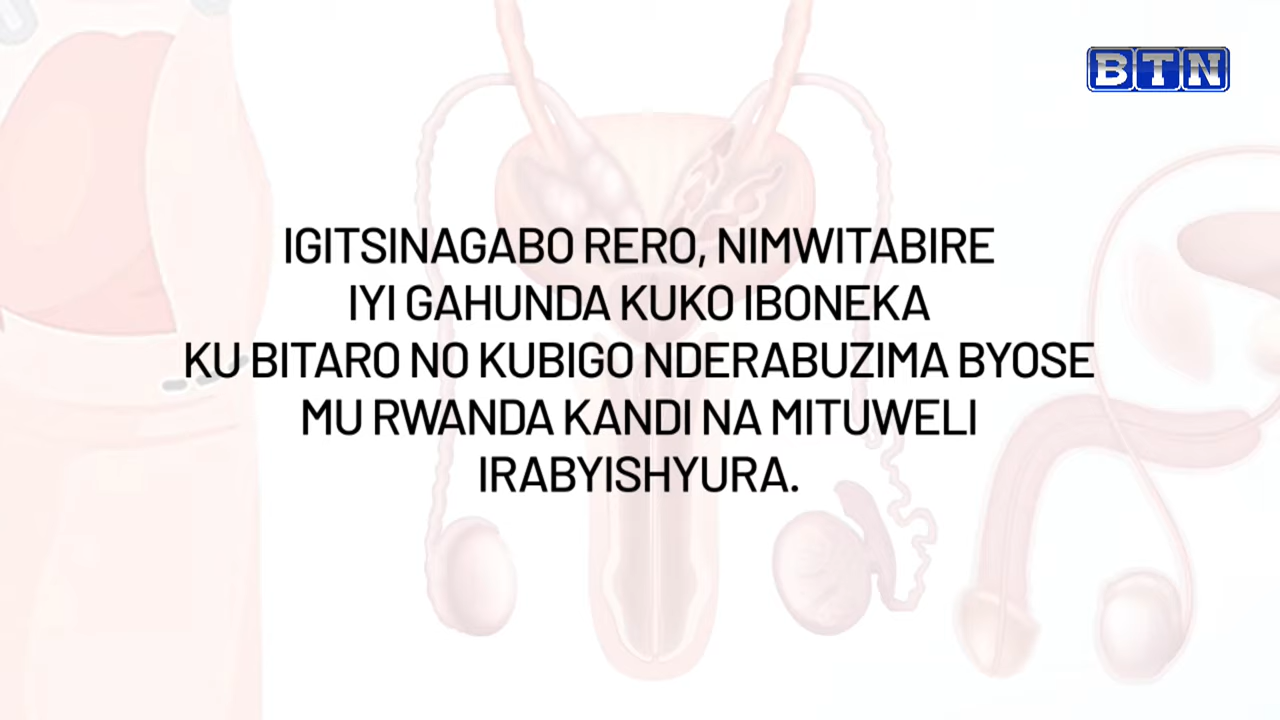 BTN
IGITSINAGABO RERO, NIMWITABIRE
IYI GAHUNDA KUKO IBONEKA
KU BITARO NO KUBIGO NDERABUZIMA BYOSE
MU RWANDA KANDI NA MITUWELI
IRABYISHYURA.